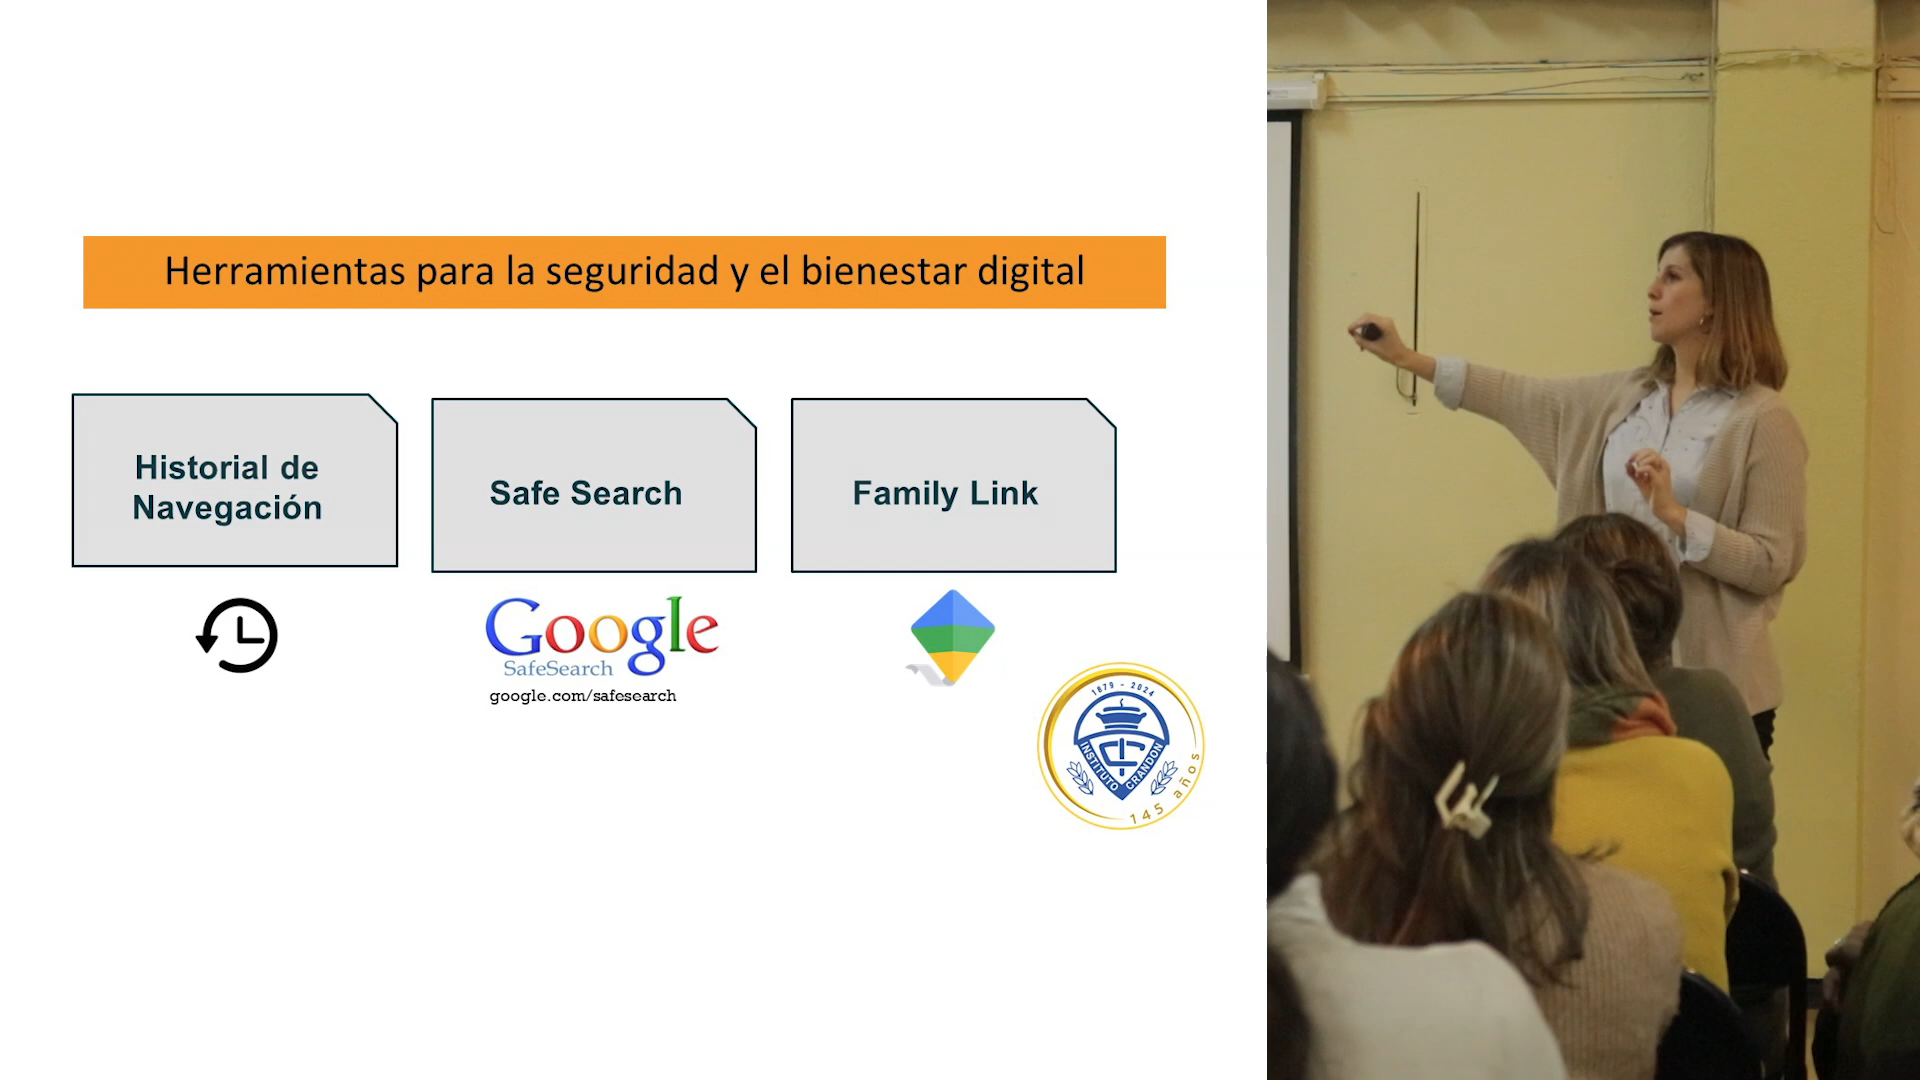 Herramientas para la seguridad y el bienestar digital
Historial de
Navegación
Safe Search
Family Link
Google
SafeSearch
google.com/safesearch
1879 - 2024
INSTITUTO CRANDON
145 años